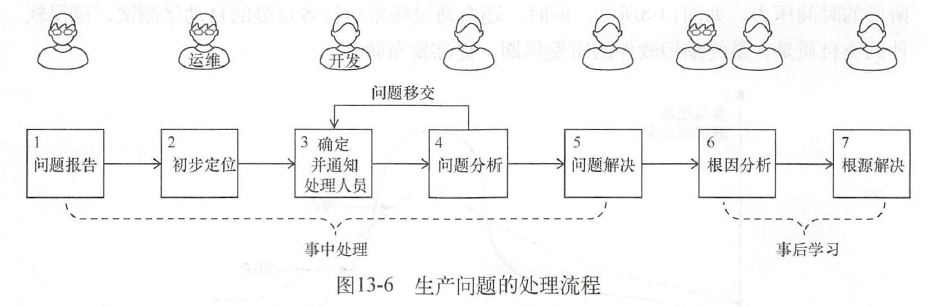 运维
开发
问题移交
1
问题报告
2
初步定位
3 确定
并通知
处理人员
4
问题分析
5
问题解决
6
根因分析
7
根源解决
事中处理
事后学习
图13-6 生产问题的处理流程